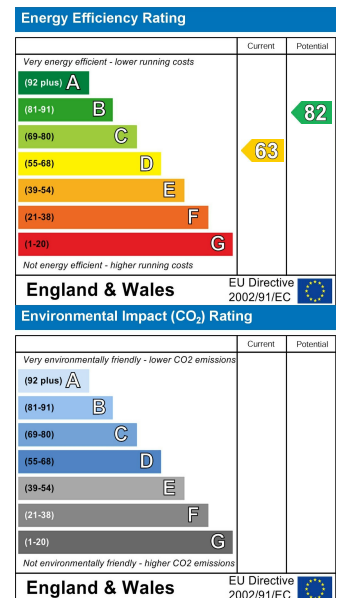 Energy Efficiency Rating
Current Potential
Very energy efficient - lower running costs
(92 plus) A
(81-91) B
82
(69-80) C
63
(55-68) D
(39-54) E
(21-38) F
(1-20) G
Not energy efficient - higher running costs
England & Wales
EU Directive
2002/91/EC
Environmental Impact (CO₂) Rating
Current Potential
Very environmentally friendly - lower CO2 emissions
(92 plus) A
(81-91) B
(69-80) C
(55-68) D
(39-54) E
(21-38) F
(1-20) G
Not environmentally friendly - higher CO2 emissions
England & Wales
EU Directive
2002/91/EC